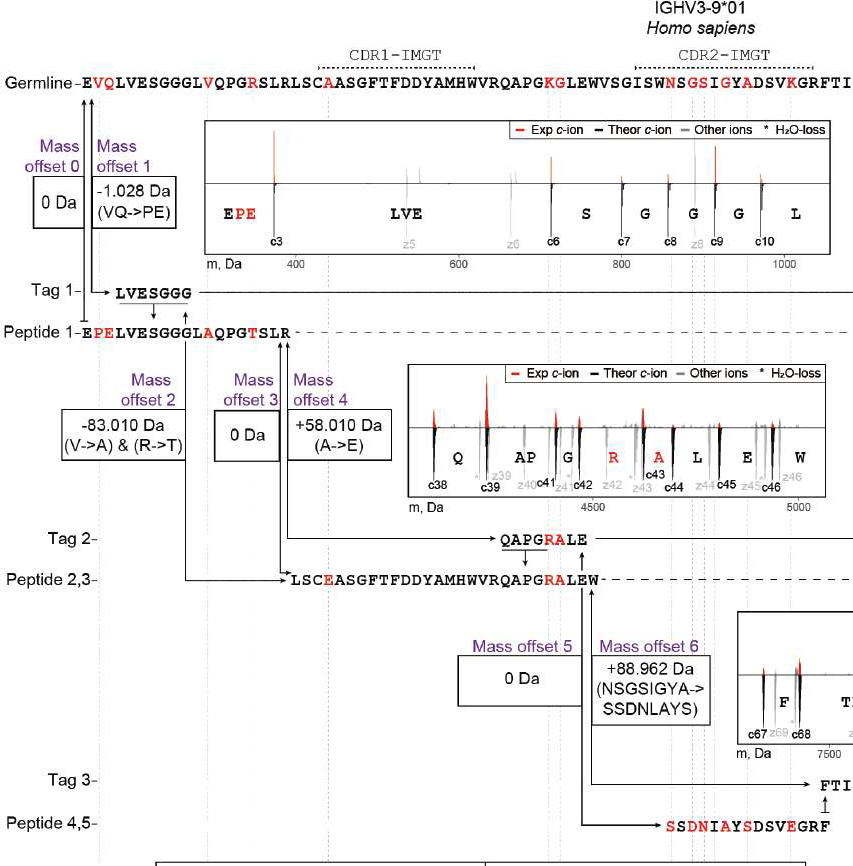 IGHV3-9*01
Homo sapiens
CDR1-IMGT
CDR2-IMGT
Germline
EVQLVESGGGLVQPGRSLRLSCAASGFTFDDYAMHWVRQAPGKGLEWVSGISWNSGSIGYADSVKGRFTI
Mass offset 0
Mass offset 1
0 Da
-1.028 Da
(VQ->PE)
Exp c-ion
Theor c-ion
Other ions
* H₂O-loss
EPE
LVE
S
G
G
G
L
c3
z5
z6
c6
c7
c8
z8
c9
c10
m, Da
400
600
800
1000
Tag 1
LVESGGG
Peptide 1
EPELVESGGGLAQPGTSLR
Mass offset 2
Mass offset 3
Mass offset 4
-83.010 Da
(V->A) & (R->T)
0 Da
+58.010 Da
(A->E)
Exp c-ion
Theor c-ion
Other ions
* H₂O-loss
Q
AP
G
R
A
L
E
W
c38
*
z39
c39
z40
c41
z41
c42
z42
*
z43
c43
c44
z44
c45
z45
*
c46
z46
m, Da
4500
5000
Tag 2
QAPGRALE
Peptide 2,3
LSCEASGFTFDDYAMHWVRQAPGRALEW
Mass offset 5
Mass offset 6
0 Da
+88.962 Da
(NSGSIGYA->
SSDNLAYS)
F
c67
z69
*
c68
m, Da
7500
Tag 3
FTI
Peptide 4,5
SSDNIAYSDSVEGRF